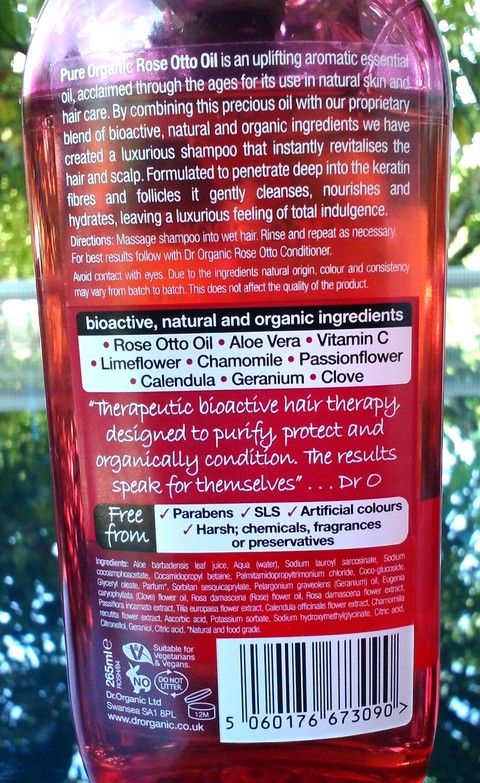 Pure Organic Rose Otto Oil is an uplifting aromatic essential
oil, acclaimed through the ages for its use in natural skin and
hair care. By combining this precious oil with our proprietary
blend of bioactive, natural and organic ingredients we have
created a luxurious shampoo that instantly revitalises the
hair and scalp. Formulated to penetrate deep into the keratin
fibres and follicles it gently cleanses, nourishes and
hydrates, leaving a luxurious feeling of total indulgence.
Directions: Massage shampoo into wet hair. Rinse and repeat as necessary.
For best results follow with Dr Organic Rose Otto Conditioner.
Avoid contact with eyes. Due to the ingredients natural origin, colour and consistency
may vary from batch to batch. This does not affect the quality of the product.
bioactive, natural and organic ingredients
• Rose Otto Oil • Aloe Vera • Vitamin C
• Limeflower • Chamomile • Passionflower
• Calendula • Geranium • Clove
"Therapeutic bioactive hair therapy,
designed to purify, protect and
organically condition. The results
speak for themselves" . . . Dr O
Free from
✓ Parabens ✓ SLS ✓ Artificial colours
✓ Harsh; chemicals, fragrances
or preservatives
Ingredients: Aloe barbadensis leaf juice, Aqua (water), Sodium lauroyl sarcosinate, Sodium
cocoamphoacetate, Cocamidopropyl betaine, Palmitamidopropyltrimonium chloride, Coco-glucoside,
Glyceryl oleate, Parfum*, Sorbitan sesquicaprylate, Pelargonium graveolens (Geranium) oil, Eugenia
caryophyllata (Clove) flower oil, Rosa damascena (Rose) flower oil, Rosa damascena flower extract,
Passiflora incarnata extract, Tilia europaea flower extract, Calendula officinalis flower extract, Chamomilla
recutita flower extract, Ascorbic acid, Potassium sorbate, Sodium hydroxymethylglycinate, Citric acid,
Citronellol, Geraniol, Citric acid. *Natural and food grade.
265ml e
Suitable for
Vegetarians
& Vegans.
NO
DO NOT
LITTER
12M
Dr.Organic Ltd
Swansea SA1 8PL
www.drorganic.co.uk
5 060176 673090 >